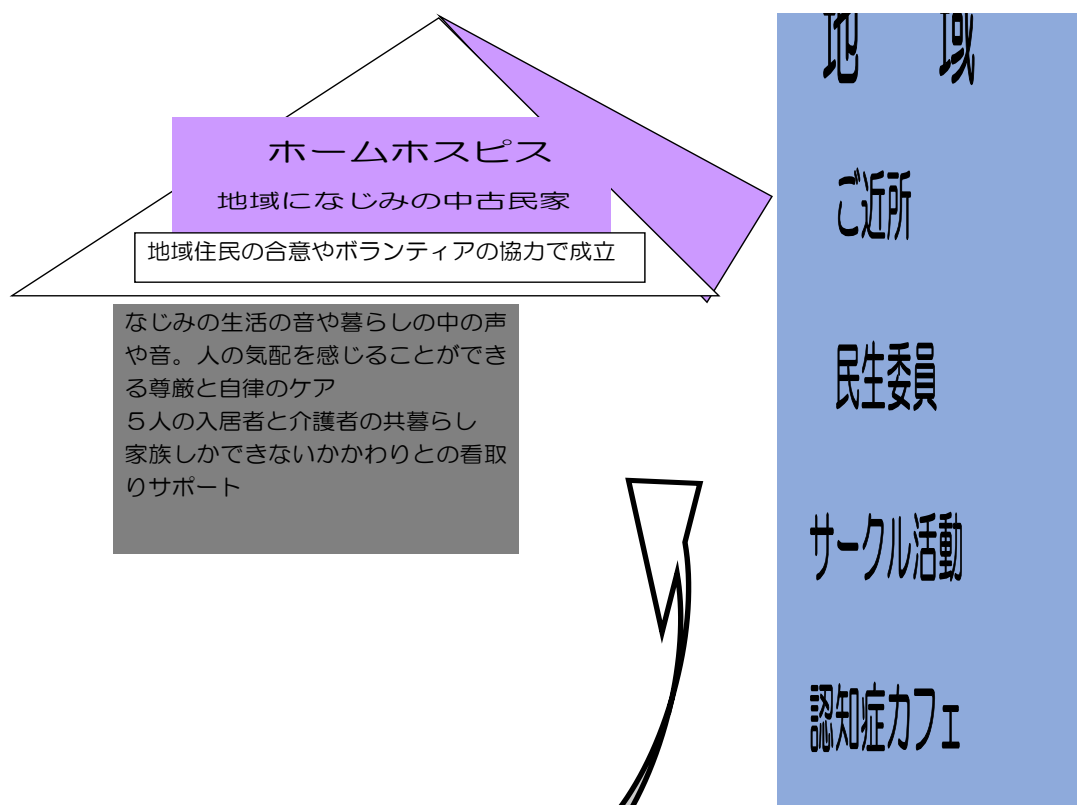 ホームホスピス
地域になじみの中古民家
地域住民の合意やボランティアの協力で成立
なじみの生活の音や暮らしの中の声
や音。人の気配を感じることができ
る尊厳と自律のケア
５人の入居者と介護者の共暮らし
家族しかできないかかわりとの看取
りサポート
地　域
ご近所
民生委員
サークル活動
認知症カフェ